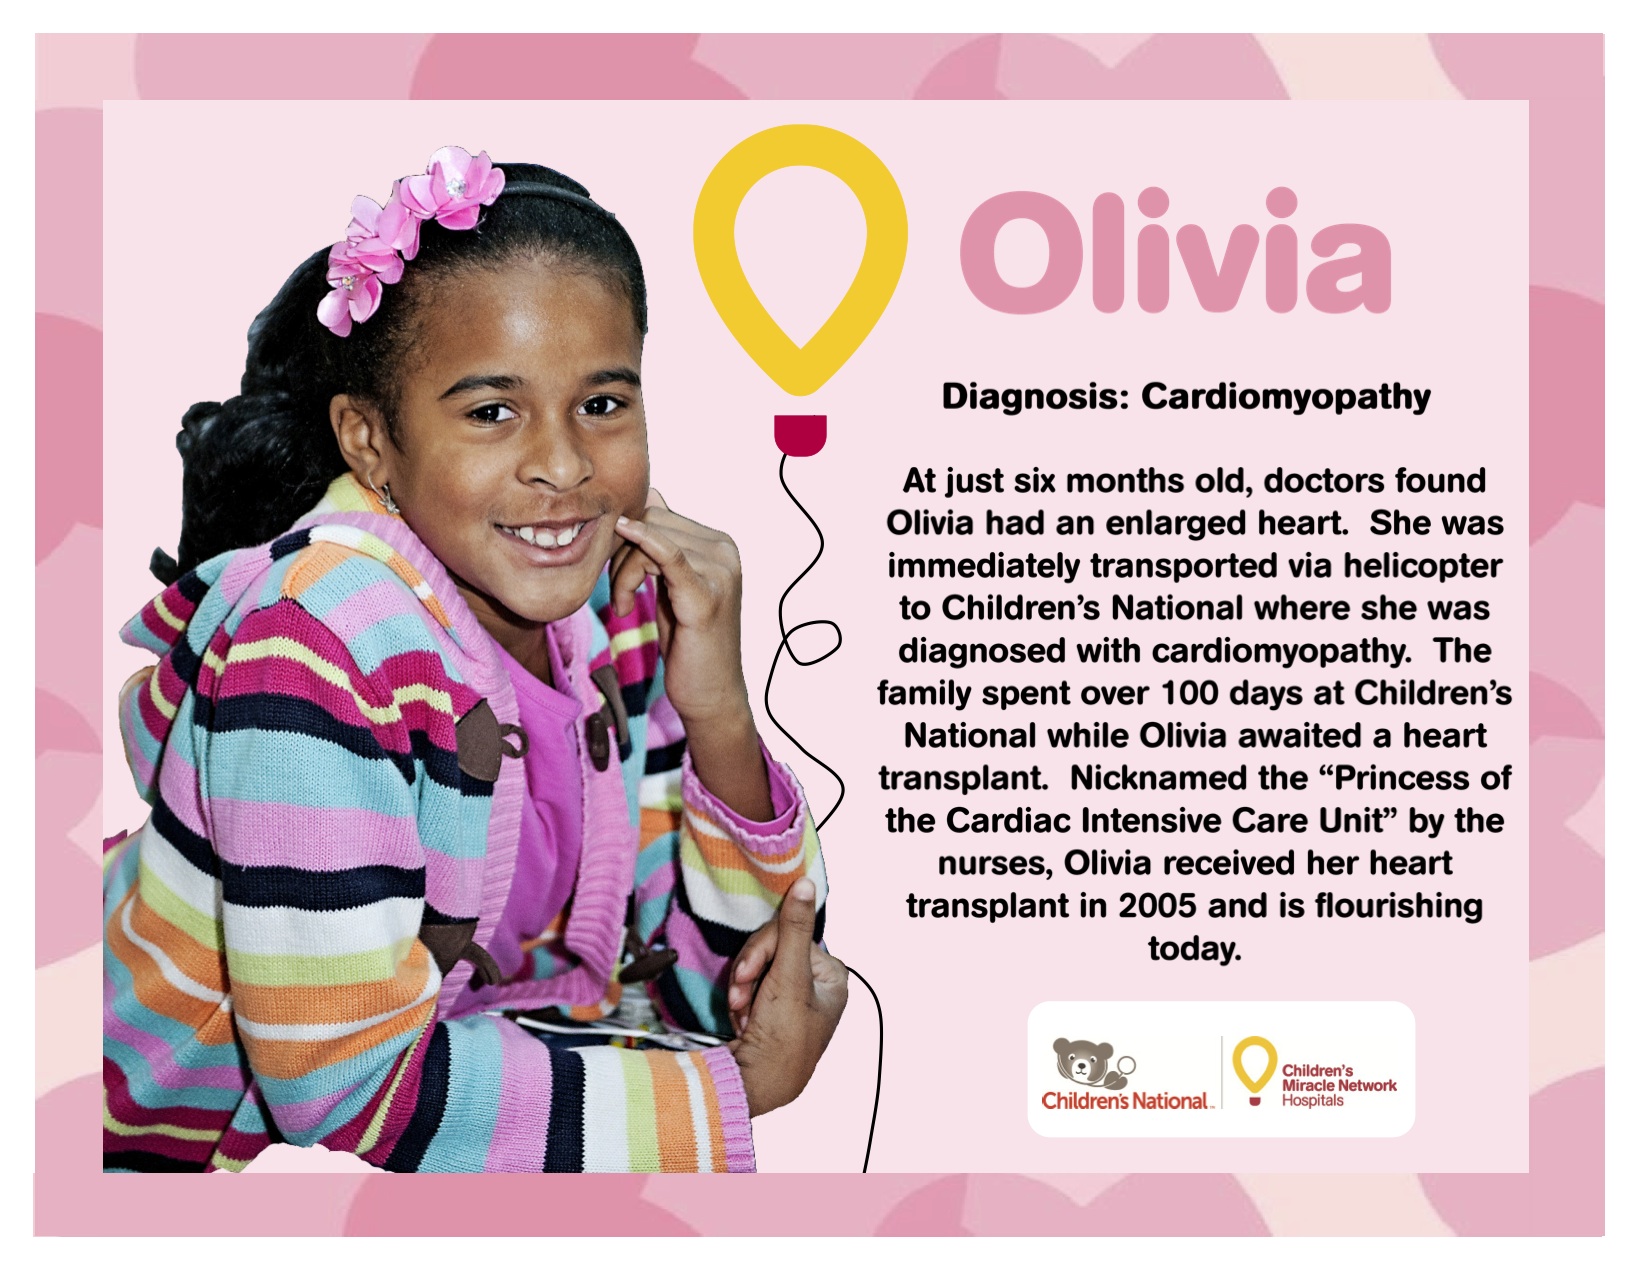 Olivia
Diagnosis: Cardiomyopathy
At just six months old, doctors found
Olivia had an enlarged heart.  She was
immediately transported via helicopter
to Children’s National where she was
diagnosed with cardiomyopathy.  The
family spent over 100 days at Children’s
National while Olivia awaited a heart
transplant.  Nicknamed the “Princess of
the Cardiac Intensive Care Unit” by the
nurses, Olivia received her heart
transplant in 2005 and is flourishing
today.
Children's National™
Children's
Miracle Network
Hospitals